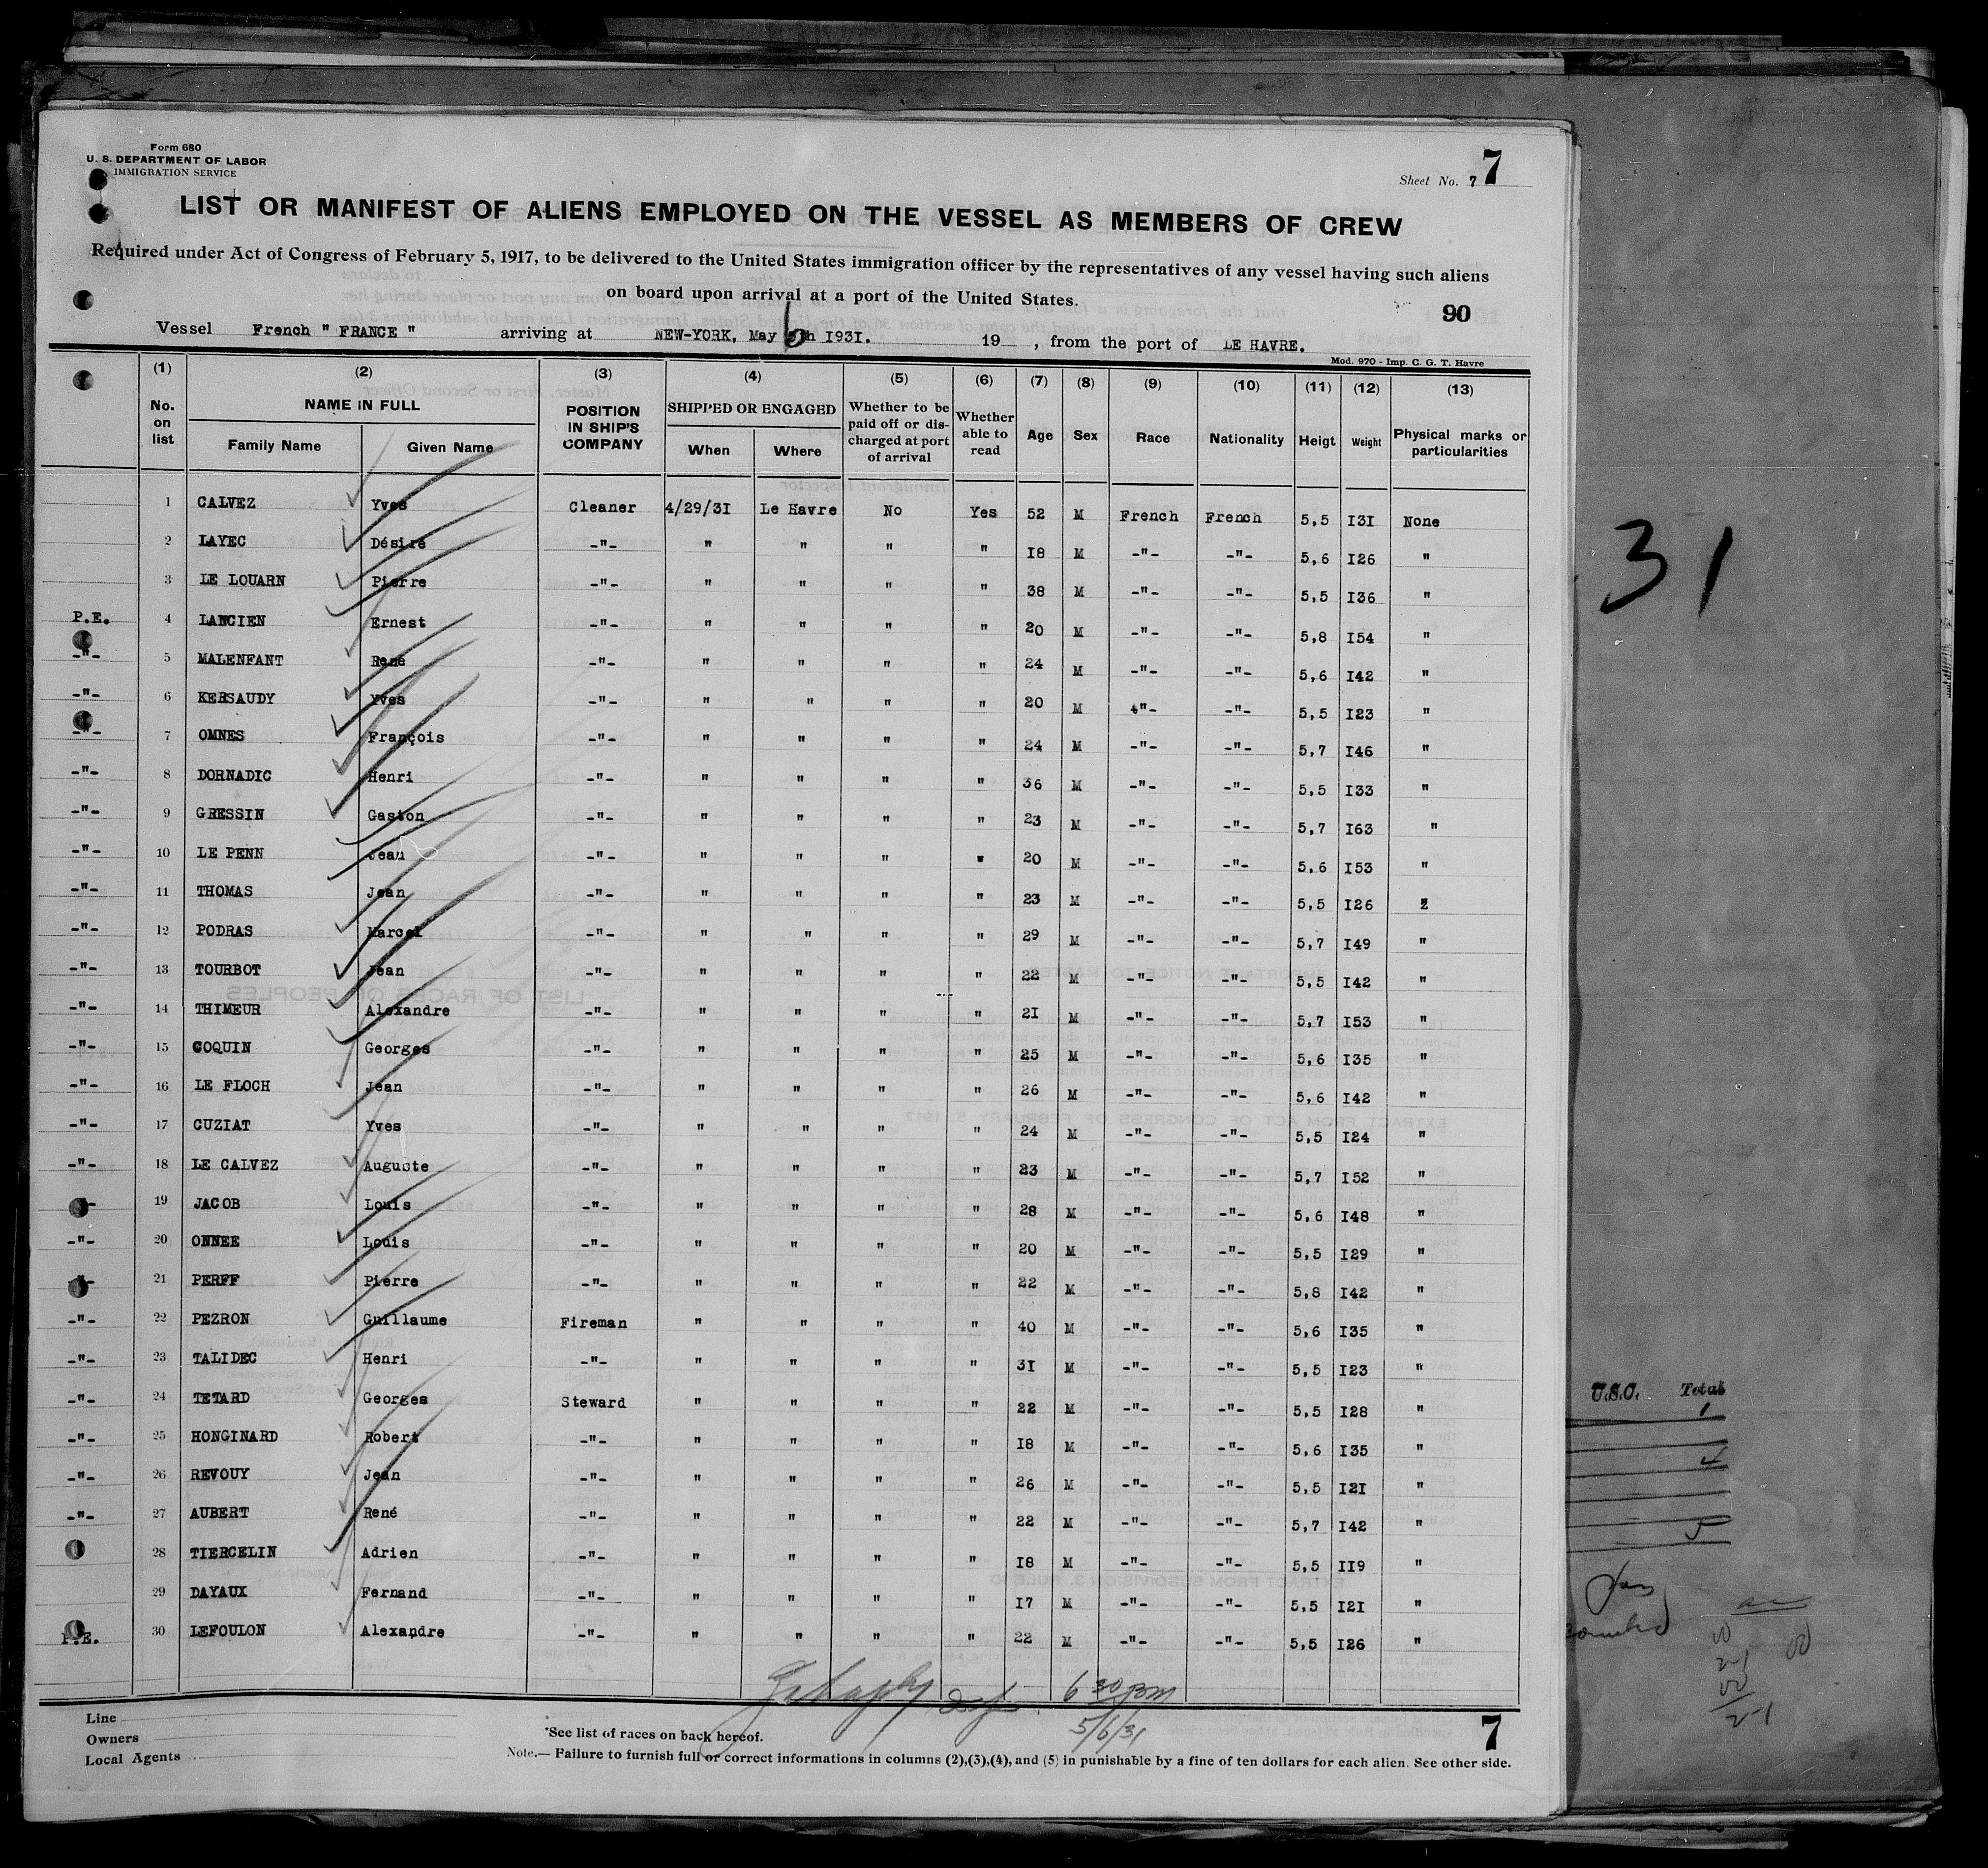 Form 680
U. S. DEPARTMENT OF LABOR
IMMIGRATION SERVICE
Sheet No. 7 7
LIST OR MANIFEST OF ALIENS EMPLOYED ON THE VESSEL AS MEMBERS OF CREW
Required under Act of Congress of February 5, 1917, to be delivered to the United States immigration officer by the representatives of any vessel having such aliens
on board upon arrival at a port of the United States.
90
Vessel French " FRANCE " arriving at NEW-YORK, May 6th 1931. 19 , from the port of LE HAVRE.
Mod. 970 - Imp. C. G. T. Havre
(1) (2) (3) (4) (5) (6) (7) (8) (9) (10) (11) (12) (13)
No. on list NAME IN FULL Family Name Given Name POSITION IN SHIP'S COMPANY SHIPPED OR ENGAGED When Where Whether to be paid off or discharged at port of arrival Whether able to read Age Sex Race Nationality Heigt Weight Physical marks or particularities
1 CALVEZ Yves Cleaner 4/29/31 Le Havre No Yes 52 M French French 5,5 131 None
2 LAYEC Désiré -"- " " " " 18 M -"- -"- 5,6 126 "
3 LE LOUARN Pierre -"- " " " " 38 M -"- -"- 5,5 136 "
P.E. 4 LANCIEN Ernest -"- " " " " 20 M -"- -"- 5,8 154 "
-"- 5 MALENFANT René -"- " " " " 24 M -"- -"- 5,6 142 "
-"- 6 KERSAUDY Yves -"- " " " " 20 M -"- -"- 5,5 123 "
-"- 7 OMNES François -"- " " " " 24 M -"- -"- 5,7 146 "
-"- 8 DORNADIC Henri -"- " " " " 36 M -"- -"- 5,5 133 "
-"- 9 GRESSIN Gaston -"- " " " " 23 M -"- -"- 5,7 163 "
-"- 10 LE PENN Jean -"- " " " " 20 M -"- -"- 5,6 153 "
-"- 11 THOMAS Jean -"- " " " " 23 M -"- -"- 5,5 126 "
-"- 12 PODRAS Marcel -"- " " " " 29 M -"- -"- 5,7 149 "
-"- 13 TOURBOT Jean -"- " " " " 22 M -"- -"- 5,5 142 "
-"- 14 THIMEUR Alexandre -"- " " " " 21 M -"- -"- 5,7 153 "
-"- 15 COQUIN Georges -"- " " " " 25 M -"- -"- 5,6 135 "
-"- 16 LE FLOCH Jean -"- " " " " 26 M -"- -"- 5,6 142 "
-"- 17 CUZIAT Yves -"- " " " " 24 M -"- -"- 5,5 124 "
-"- 18 LE CALVEZ Auguste -"- " " " " 23 M -"- -"- 5,7 152 "
-"- 19 JACOB Louis -"- " " " " 28 M -"- -"- 5,6 148 "
-"- 20 ONNEE Louis -"- " " " " 20 M -"- -"- 5,5 129 "
-"- 21 PERFF Pierre -"- " " " " 22 M -"- -"- 5,8 142 "
-"- 22 PEZRON Guillaume Fireman " " " " 40 M -"- -"- 5,6 135 "
-"- 23 TALIDEC Henri -"- " " " " 31 M -"- -"- 5,5 123 "
-"- 24 TETARD Georges Steward " " " " 22 M -"- -"- 5,5 128 "
-"- 25 HONGINARD Robert -"- " " " " 18 M -"- -"- 5,6 135 "
-"- 26 REVOUY Jean -"- " " " " 26 M -"- -"- 5,5 121 "
-"- 27 AUBERT René -"- " " " " 22 M -"- -"- 5,7 142 "
28 TIERCELIN Adrien -"- " " " " 18 M -"- -"- 5,5 119 "
29 DAYAUX Fernand -"- " " " " 17 M -"- -"- 5,5 121 "
P.E. 30 LEFOULON Alexandre -"- " " " " 22 M -"- -"- 5,5 126 "
6 30 PM
5/6/31
Line
Owners
Local Agents
*See list of races on back hereof.
Note.— Failure to furnish full or correct informations in columns (2),(3),(4), and (5) in punishable by a fine of ten dollars for each alien. See other side.
7
31
U.S.C. Total
1
4
5